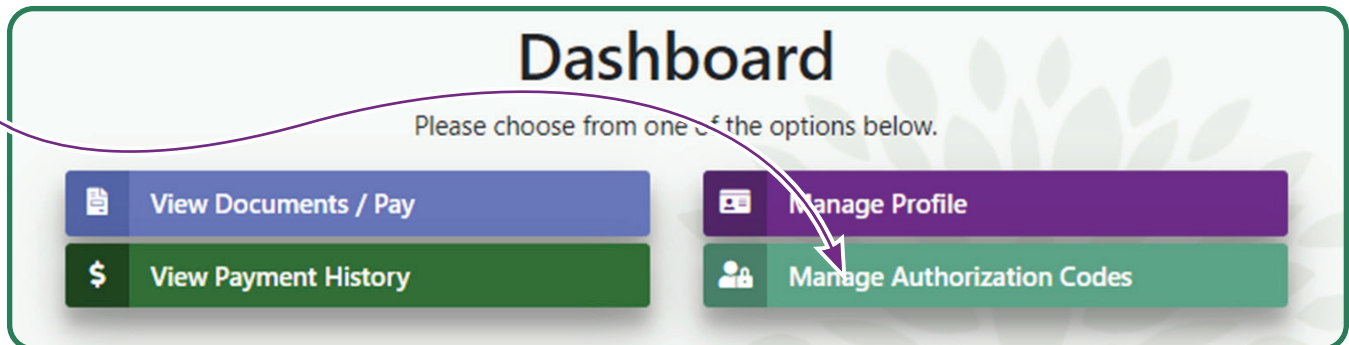 Dashboard
Please choose from one of the options below.
View Documents / Pay
Manage Profile
View Payment History
Manage Authorization Codes